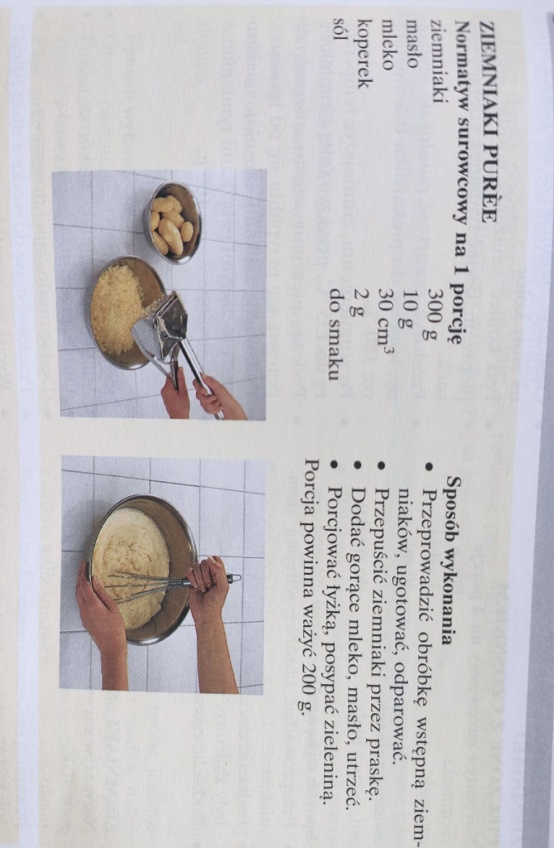 ZIEMNIAKI PURÈE
Normatyw surowcowy na 1 porcję
ziemniaki 300 g
masło 10 g
mleko 30 cm³
koperek 2 g
sól do smaku
Sposób wykonania
• Przeprowadzić obróbkę wstępną ziem-
niaków, ugotować, odparować.
• Przepuścić ziemniaki przez praskę.
• Dodać gorące mleko, masło, utrzeć.
• Porcjować łyżką, posypać zieleniną.
Porcja powinna ważyć 200 g.